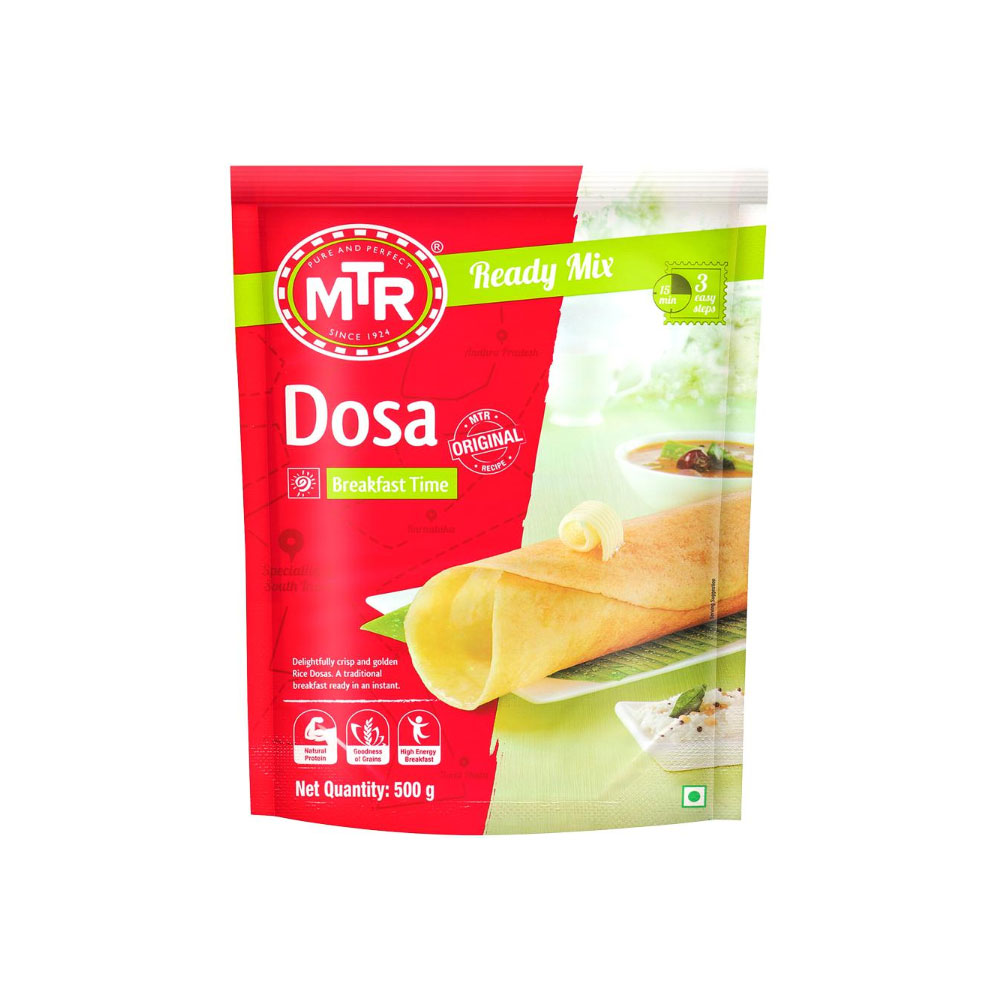 PURE AND PERFECT
MTR
SINCE 1924
®
Ready Mix
15 min
3 easy steps
Andhra Pradesh
Dosa
MTR
ORIGINAL
RECIPE
Breakfast Time
Karnataka
South
Delightfully crisp and golden
Rice Dosas. A traditional
breakfast ready in an instant.
Natural
Protein
Goodness
of Grains
High Energy
Breakfast
Net Quantity: 500 g